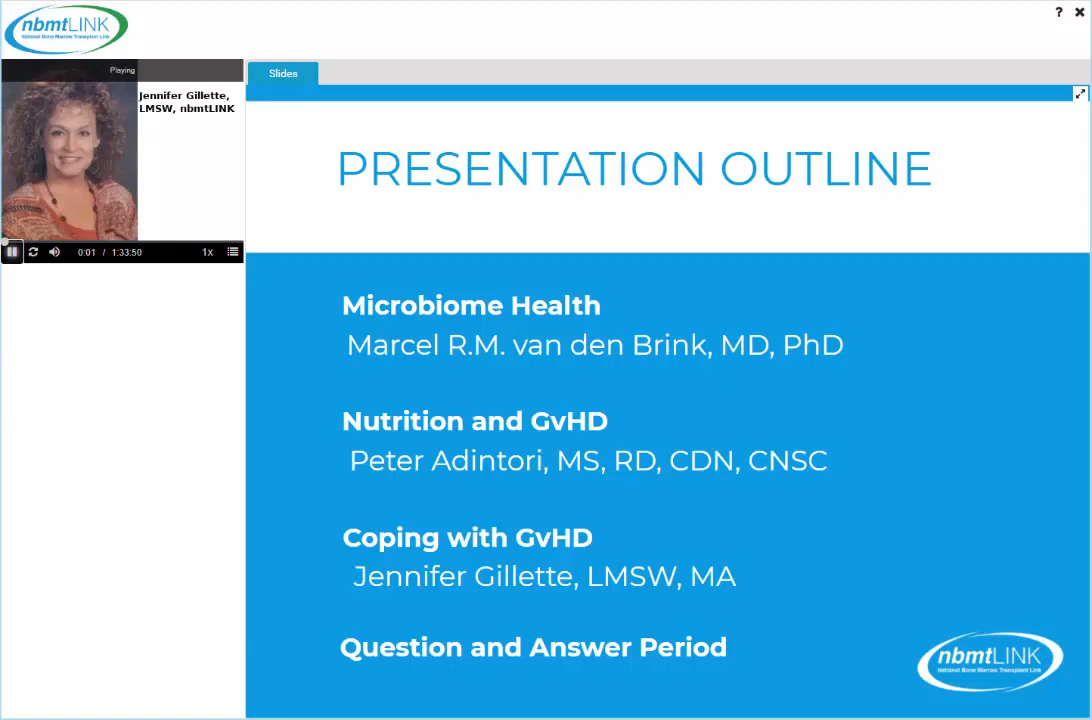 nbmtLINK
National Bone Marrow Transplant Link
? ✖
Playing
Jennifer Gillette,
LMSW, nbmtLINK
0:01 / 1:33:50
1x
Slides
PRESENTATION OUTLINE
Microbiome Health
Marcel R.M. van den Brink, MD, PhD
Nutrition and GvHD
Peter Adintori, MS, RD, CDN, CNSC
Coping with GvHD
Jennifer Gillette, LMSW, MA
Question and Answer Period
nbmtLINK
National Bone Marrow Transplant Link